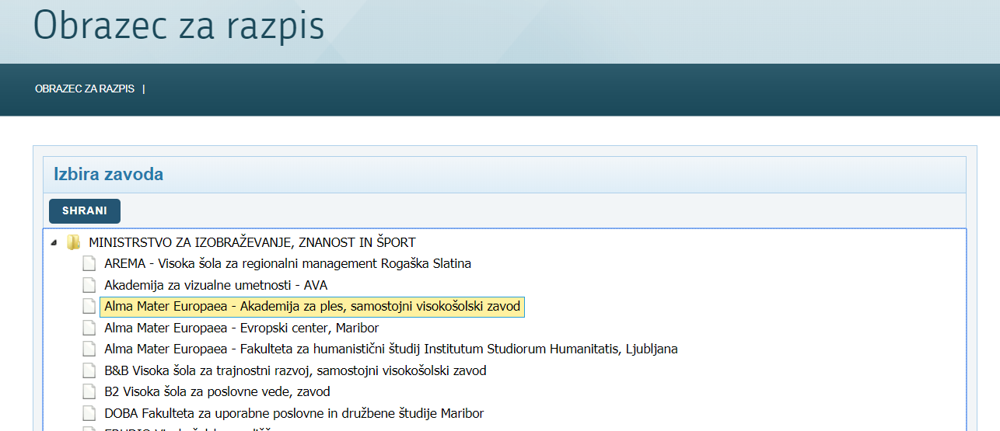 Obrazec za razpis
OBRAZEC ZA RAZPIS |
Izbira zavoda
SHRANI
MINISTRSTVO ZA IZOBRAŽEVANJE, ZNANOST IN ŠPORT
AREMA - Visoka šola za regionalni management Rogaška Slatina
Akademija za vizualne umetnosti - AVA
Alma Mater Europaea - Akademija za ples, samostojni visokošolski zavod
Alma Mater Europaea - Evropski center, Maribor
Alma Mater Europaea - Fakulteta za humanistični študij Institutum Studiorum Humanitatis, Ljubljana
B&B Visoka šola za trajnostni razvoj, samostojni visokošolski zavod
B2 Visoka šola za poslovne vede, zavod
DOBA Fakulteta za uporabne poslovne in družbene študije Maribor